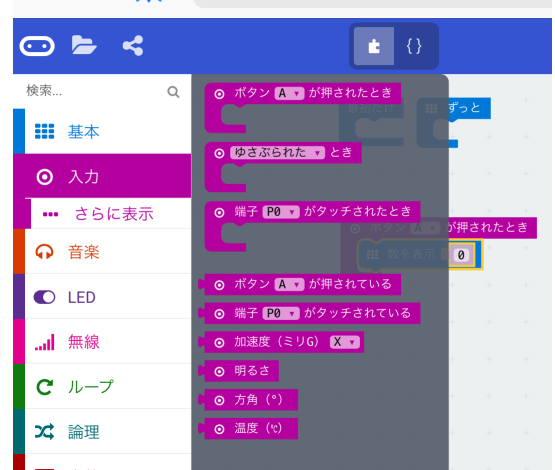 { }
検索...
基本
入力
さらに表示
音楽
LED
無線
ループ
論理
ボタン A が押されたとき
ゆさぶられた とき
端子 P0 がタッチされたとき
ボタン A が押されている
端子 P0 がタッチされている
加速度（ミリG） X
明るさ
方角（°）
温度（℃）
最初だけ
ずっと
ボタン A が押されたとき
数を表示 0